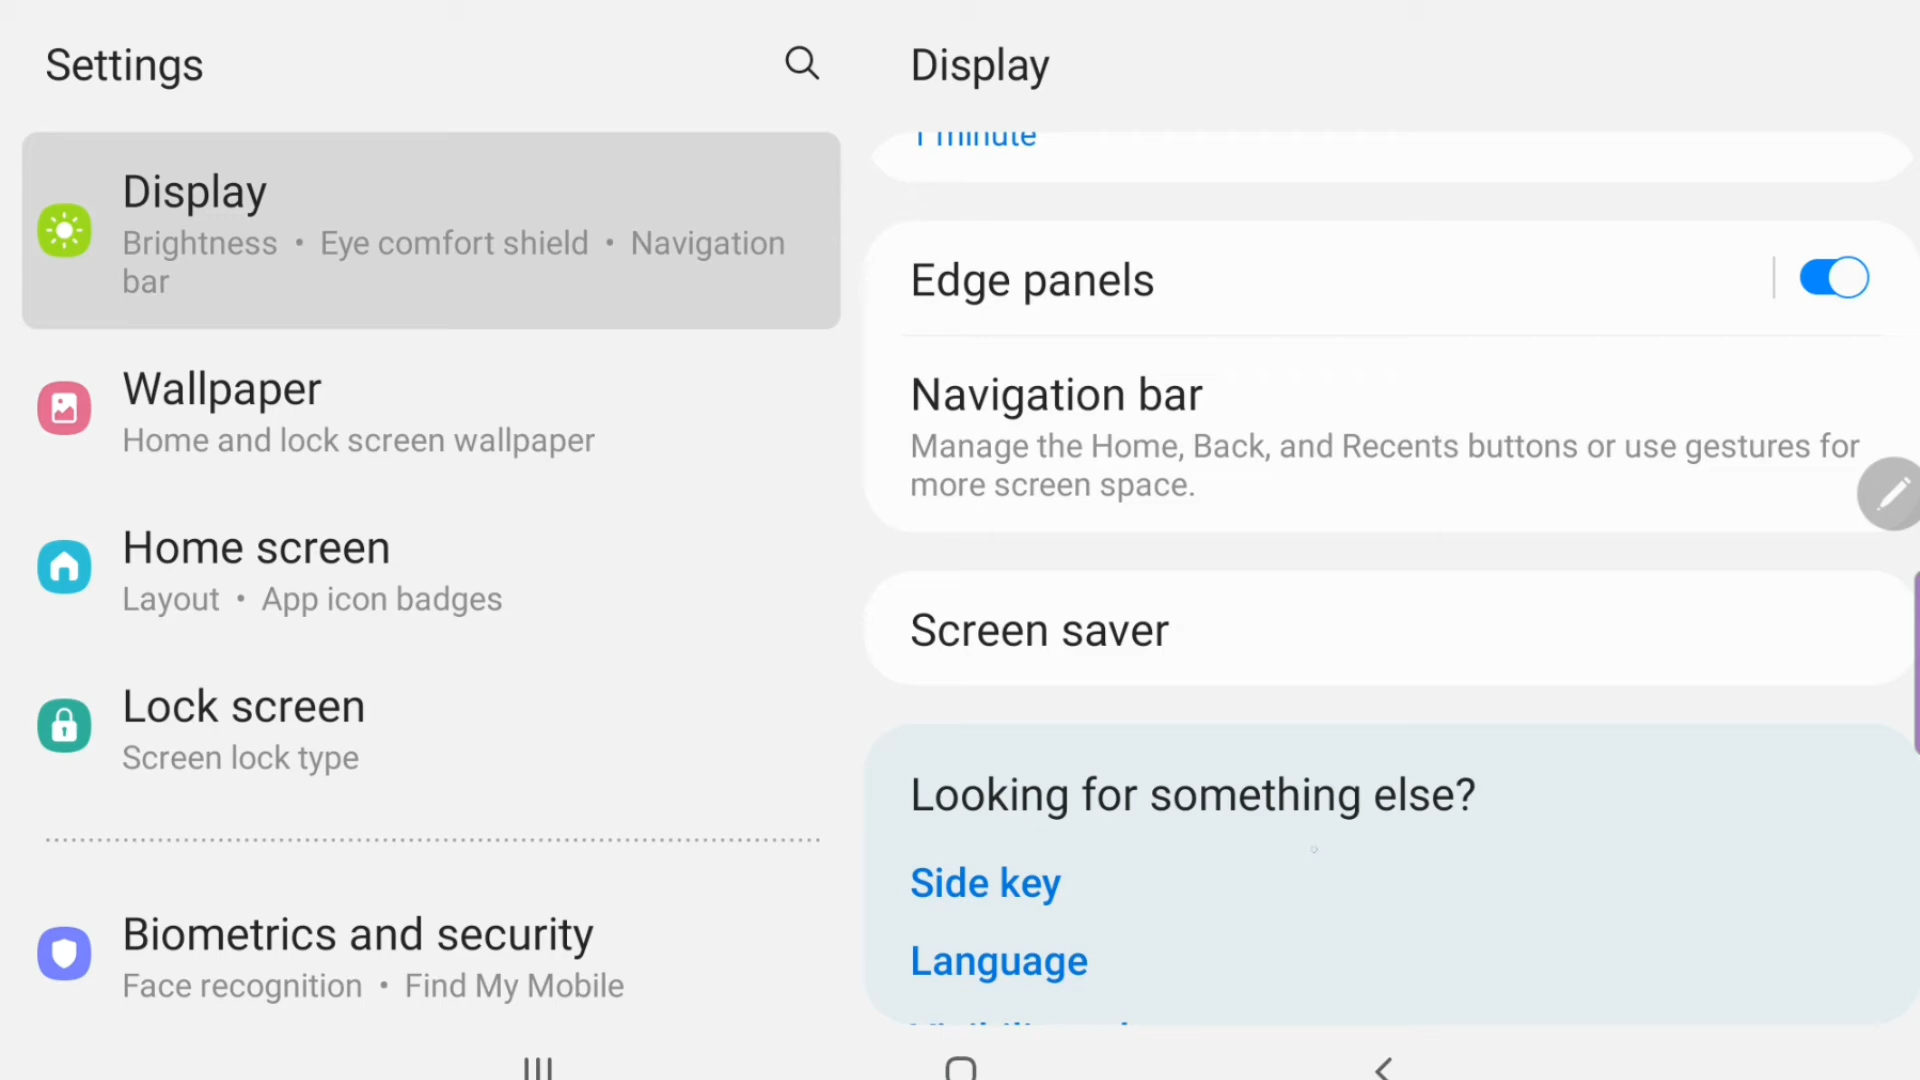 Settings
Display
Brightness • Eye comfort shield • Navigation
bar
Wallpaper
Home and lock screen wallpaper
Home screen
Layout • App icon badges
Lock screen
Screen lock type
Biometrics and security
Face recognition • Find My Mobile
Display
1 minute
Edge panels
Navigation bar
Manage the Home, Back, and Recents buttons or use gestures for
more screen space.
Screen saver
Looking for something else?
Side key
Language